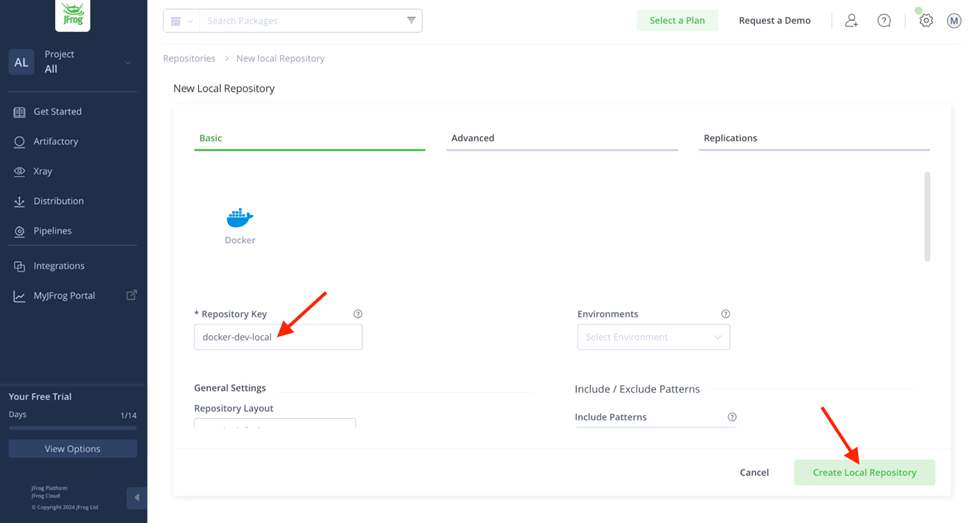 JFrog
AL
Project
All
Get Started
Artifactory
Xray
Distribution
Pipelines
Integrations
MyJFrog Portal
Your Free Trial
Days 1/14
View Options
JFrog Platform
JFrog Cloud
© Copyright 2024 JFrog Ltd
Search Packages
Select a Plan
Request a Demo
M
Repositories > New local Repository
New Local Repository
Basic
Advanced
Replications
Docker
* Repository Key
docker-dev-local
Environments
Select Environment
General Settings
Repository Layout
Include / Exclude Patterns
Include Patterns
Cancel
Create Local Repository